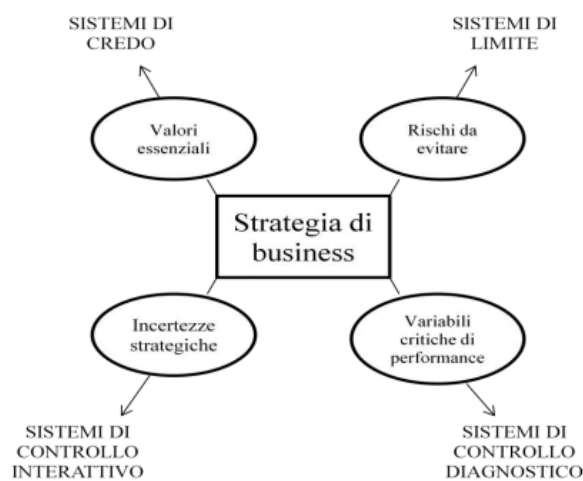 SISTEMI DI
CREDO
SISTEMI DI
LIMITE
Valori
essenziali
Rischi da
evitare
Strategia di
business
Incertezze
strategiche
Variabili
critiche di
performance
SISTEMI DI
CONTROLLO
INTERATTIVO
SISTEMI DI
CONTROLLO
DIAGNOSTICO